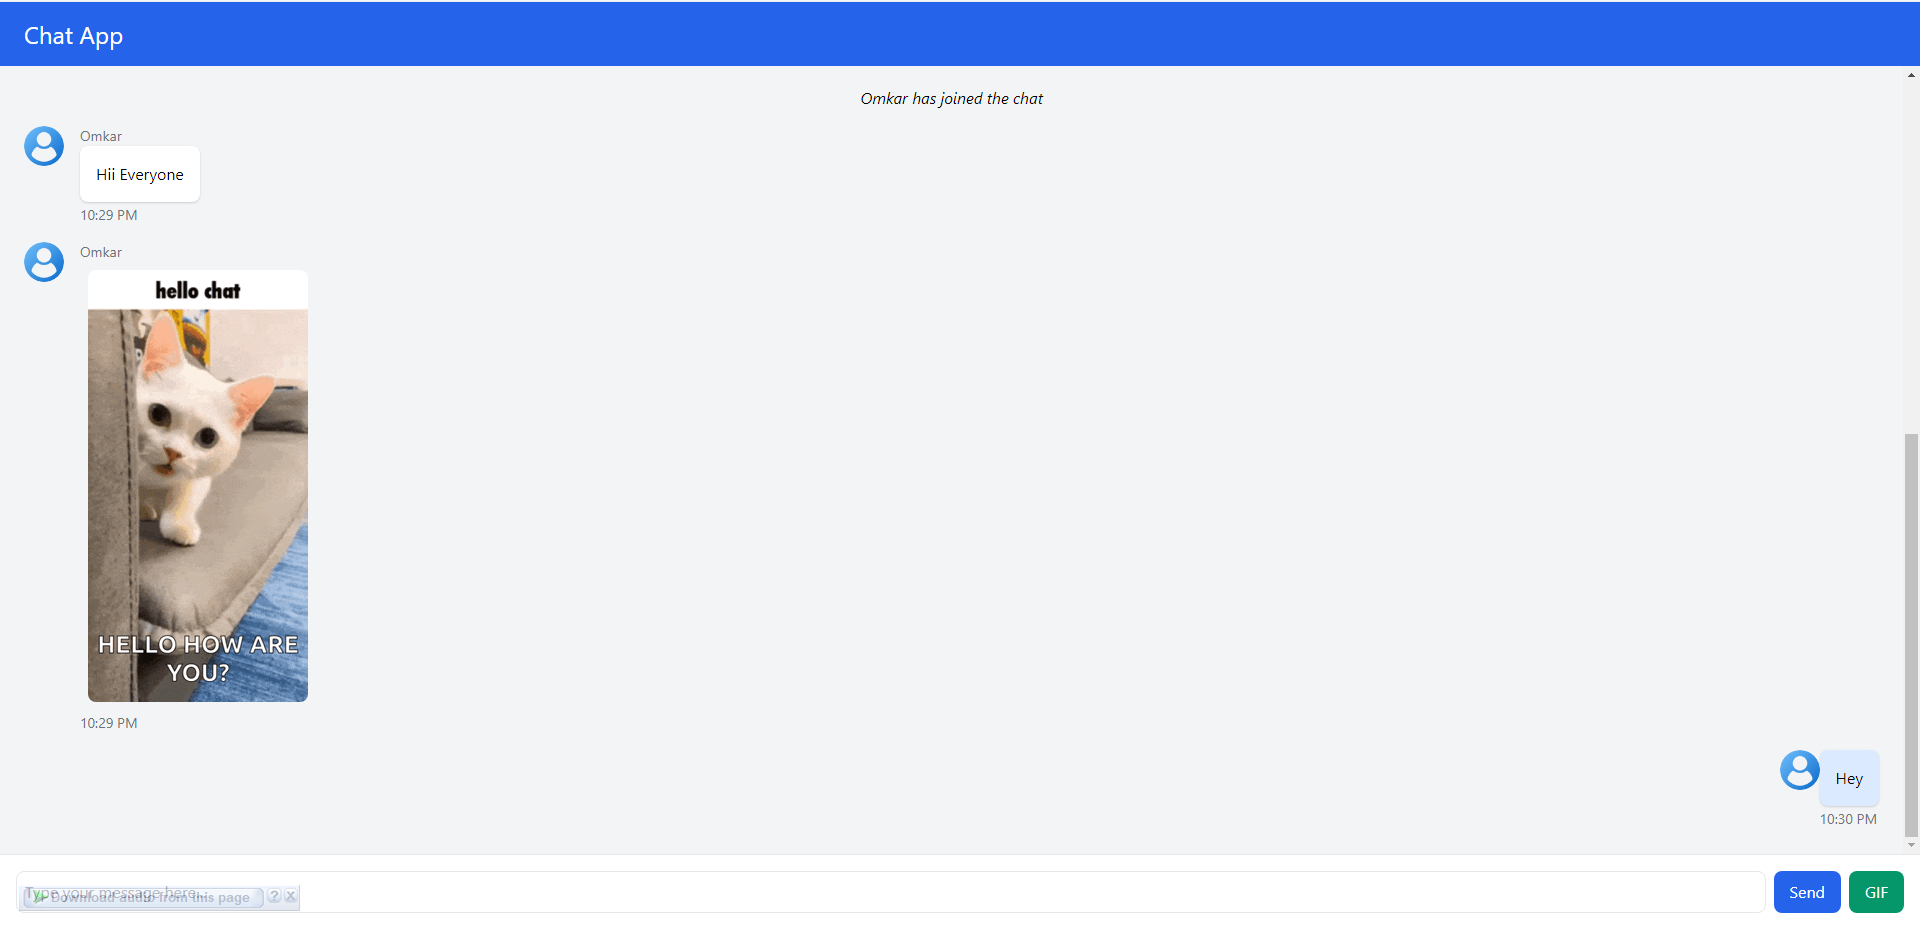 Chat App
Omkar has joined the chat
Omkar
Hii Everyone
10:29 PM
Omkar
hello chat
HELLO HOW ARE
YOU?
10:29 PM
Hey
10:30 PM
Type your message here...
Download audio from this page ? X
Send
GIF